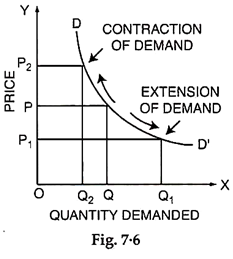 Y
D
CONTRACTION
OF DEMAND
P2
EXTENSION
OF DEMAND
P
P1
D'
PRICE
O
Q2 Q Q1
X
QUANTITY DEMANDED
Fig. 7·6